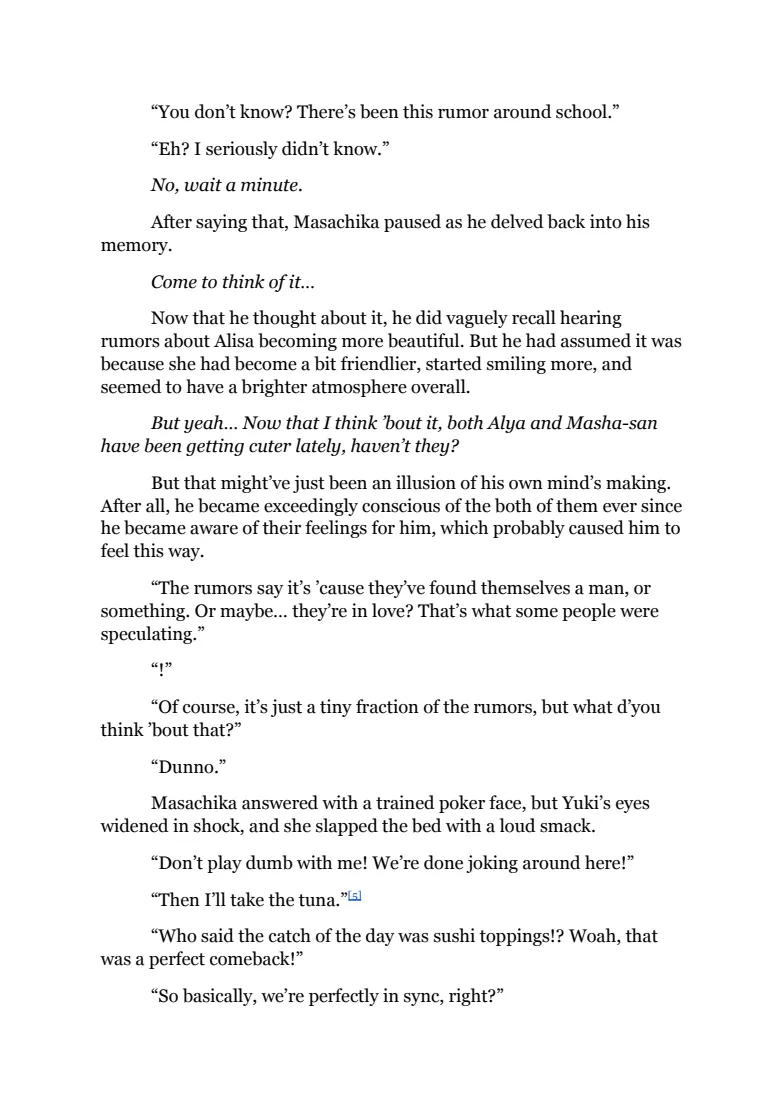 “You don’t know? There’s been this rumor around school.”
“Eh? I seriously didn’t know.”
No, wait a minute.
After saying that, Masachika paused as he delved back into his
memory.
Come to think of it...
Now that he thought about it, he did vaguely recall hearing
rumors about Alisa becoming more beautiful. But he had assumed it was
because she had become a bit friendlier, started smiling more, and
seemed to have a brighter atmosphere overall.
But yeah... Now that I think ’bout it, both Alya and Masha-san
have been getting cuter lately, haven’t they?
But that might’ve just been an illusion of his own mind’s making.
After all, he became exceedingly conscious of the both of them ever since
he became aware of their feelings for him, which probably caused him to
feel this way.
“The rumors say it’s ’cause they’ve found themselves a man, or
something. Or maybe... they’re in love? That’s what some people were
speculating.”
“!”
“Of course, it’s just a tiny fraction of the rumors, but what d’you
think ’bout that?”
“Dunno.”
Masachika answered with a trained poker face, but Yuki’s eyes
widened in shock, and she slapped the bed with a loud smack.
“Don’t play dumb with me! We’re done joking around here!”
“Then I’ll take the tuna.”[5]
“Who said the catch of the day was sushi toppings!? Woah, that
was a perfect comeback!”
“So basically, we’re perfectly in sync, right?”